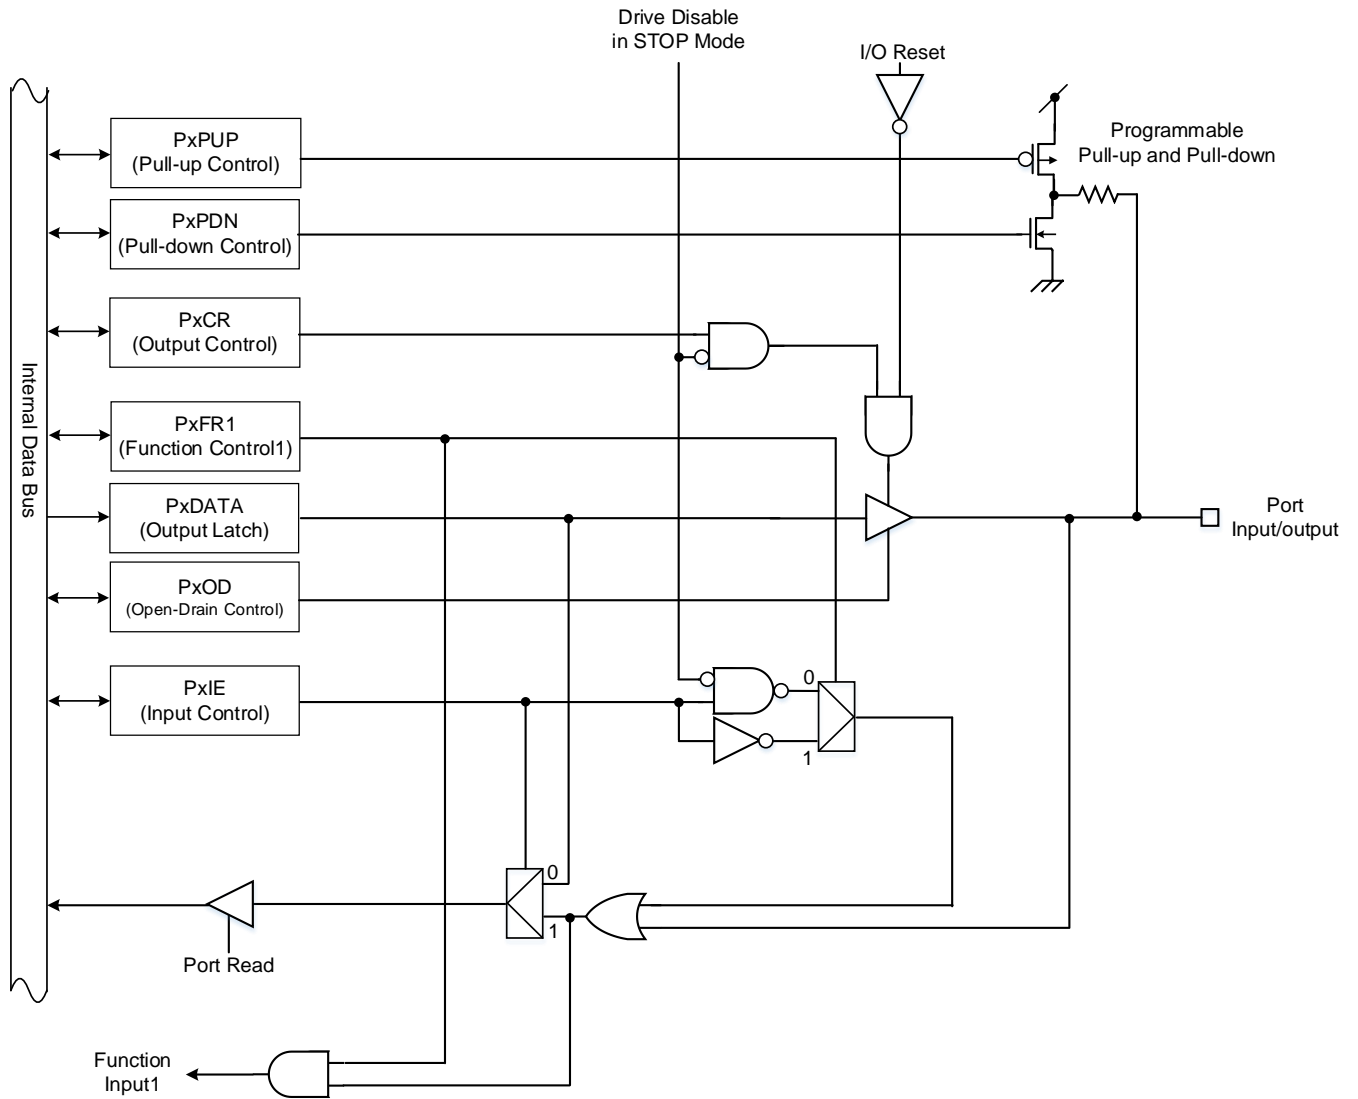 Drive Disable
in STOP Mode
I/O Reset
PxPUP
(Pull-up Control)
Programmable
Pull-up and Pull-down
PxPDN
(Pull-down Control)
PxCR
(Output Control)
Internal Data Bus
PxFR1
(Function Control1)
PxDATA
(Output Latch)
Port
Input/output
PxOD
(Open-Drain Control)
PxIE
(Input Control)
0
1
0
1
Port Read
Function
Input1